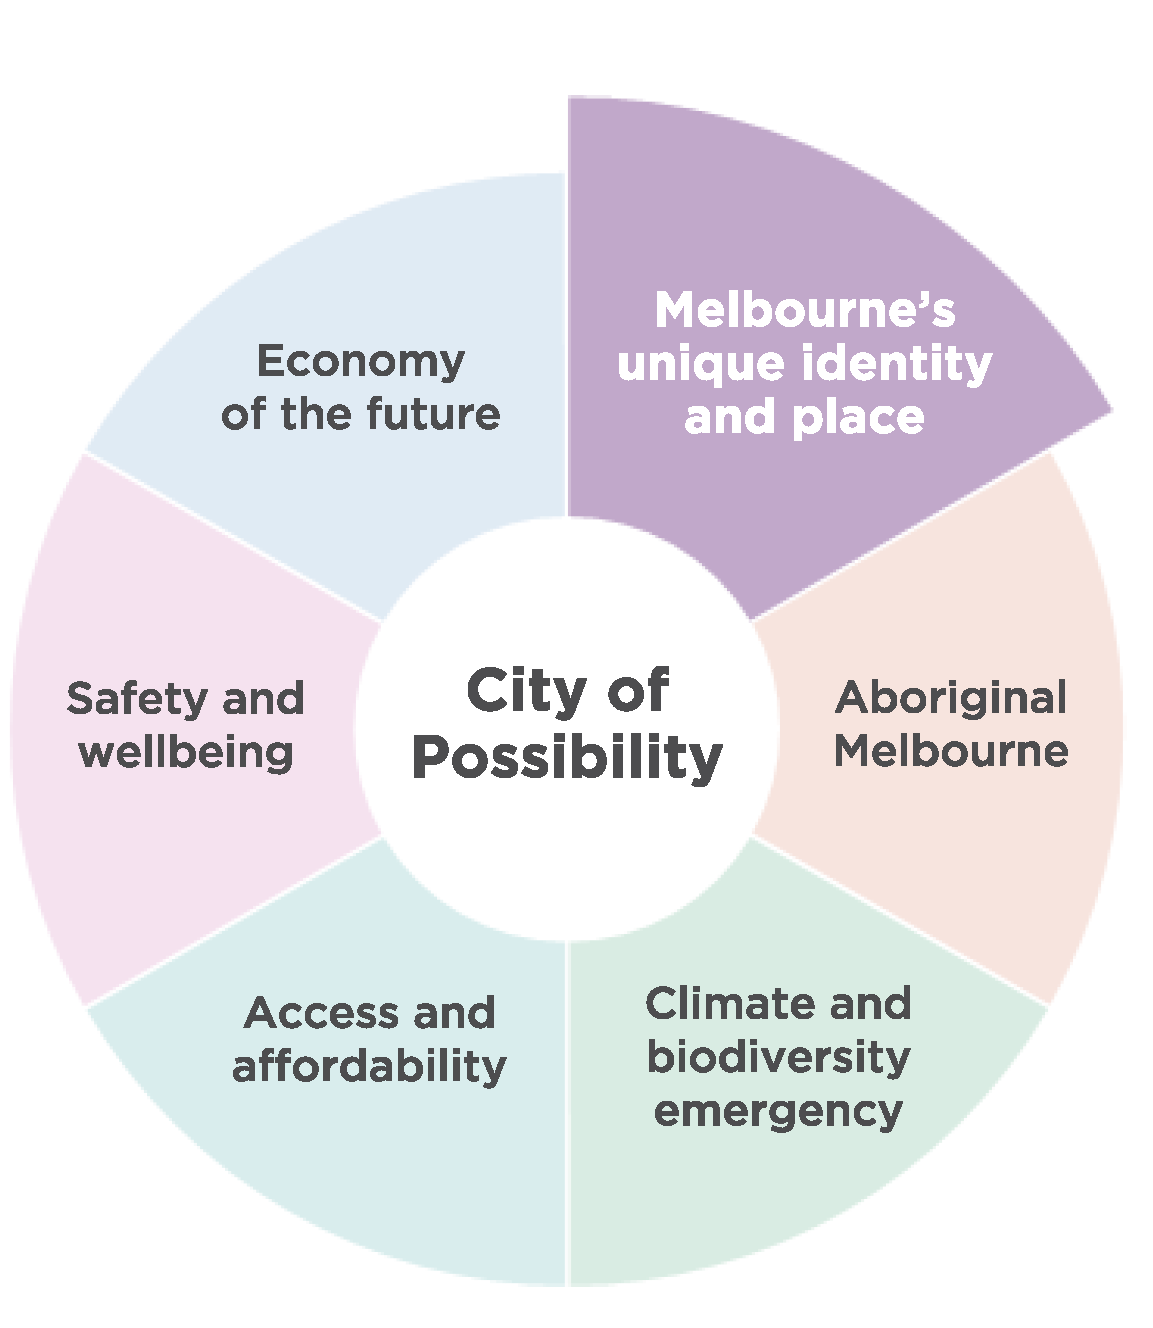 Melbourne's
unique identity
and place
Aboriginal
Melbourne
Climate and
biodiversity
emergency
Access and
affordability
Safety and
wellbeing
Economy
of the future
City of
Possibility